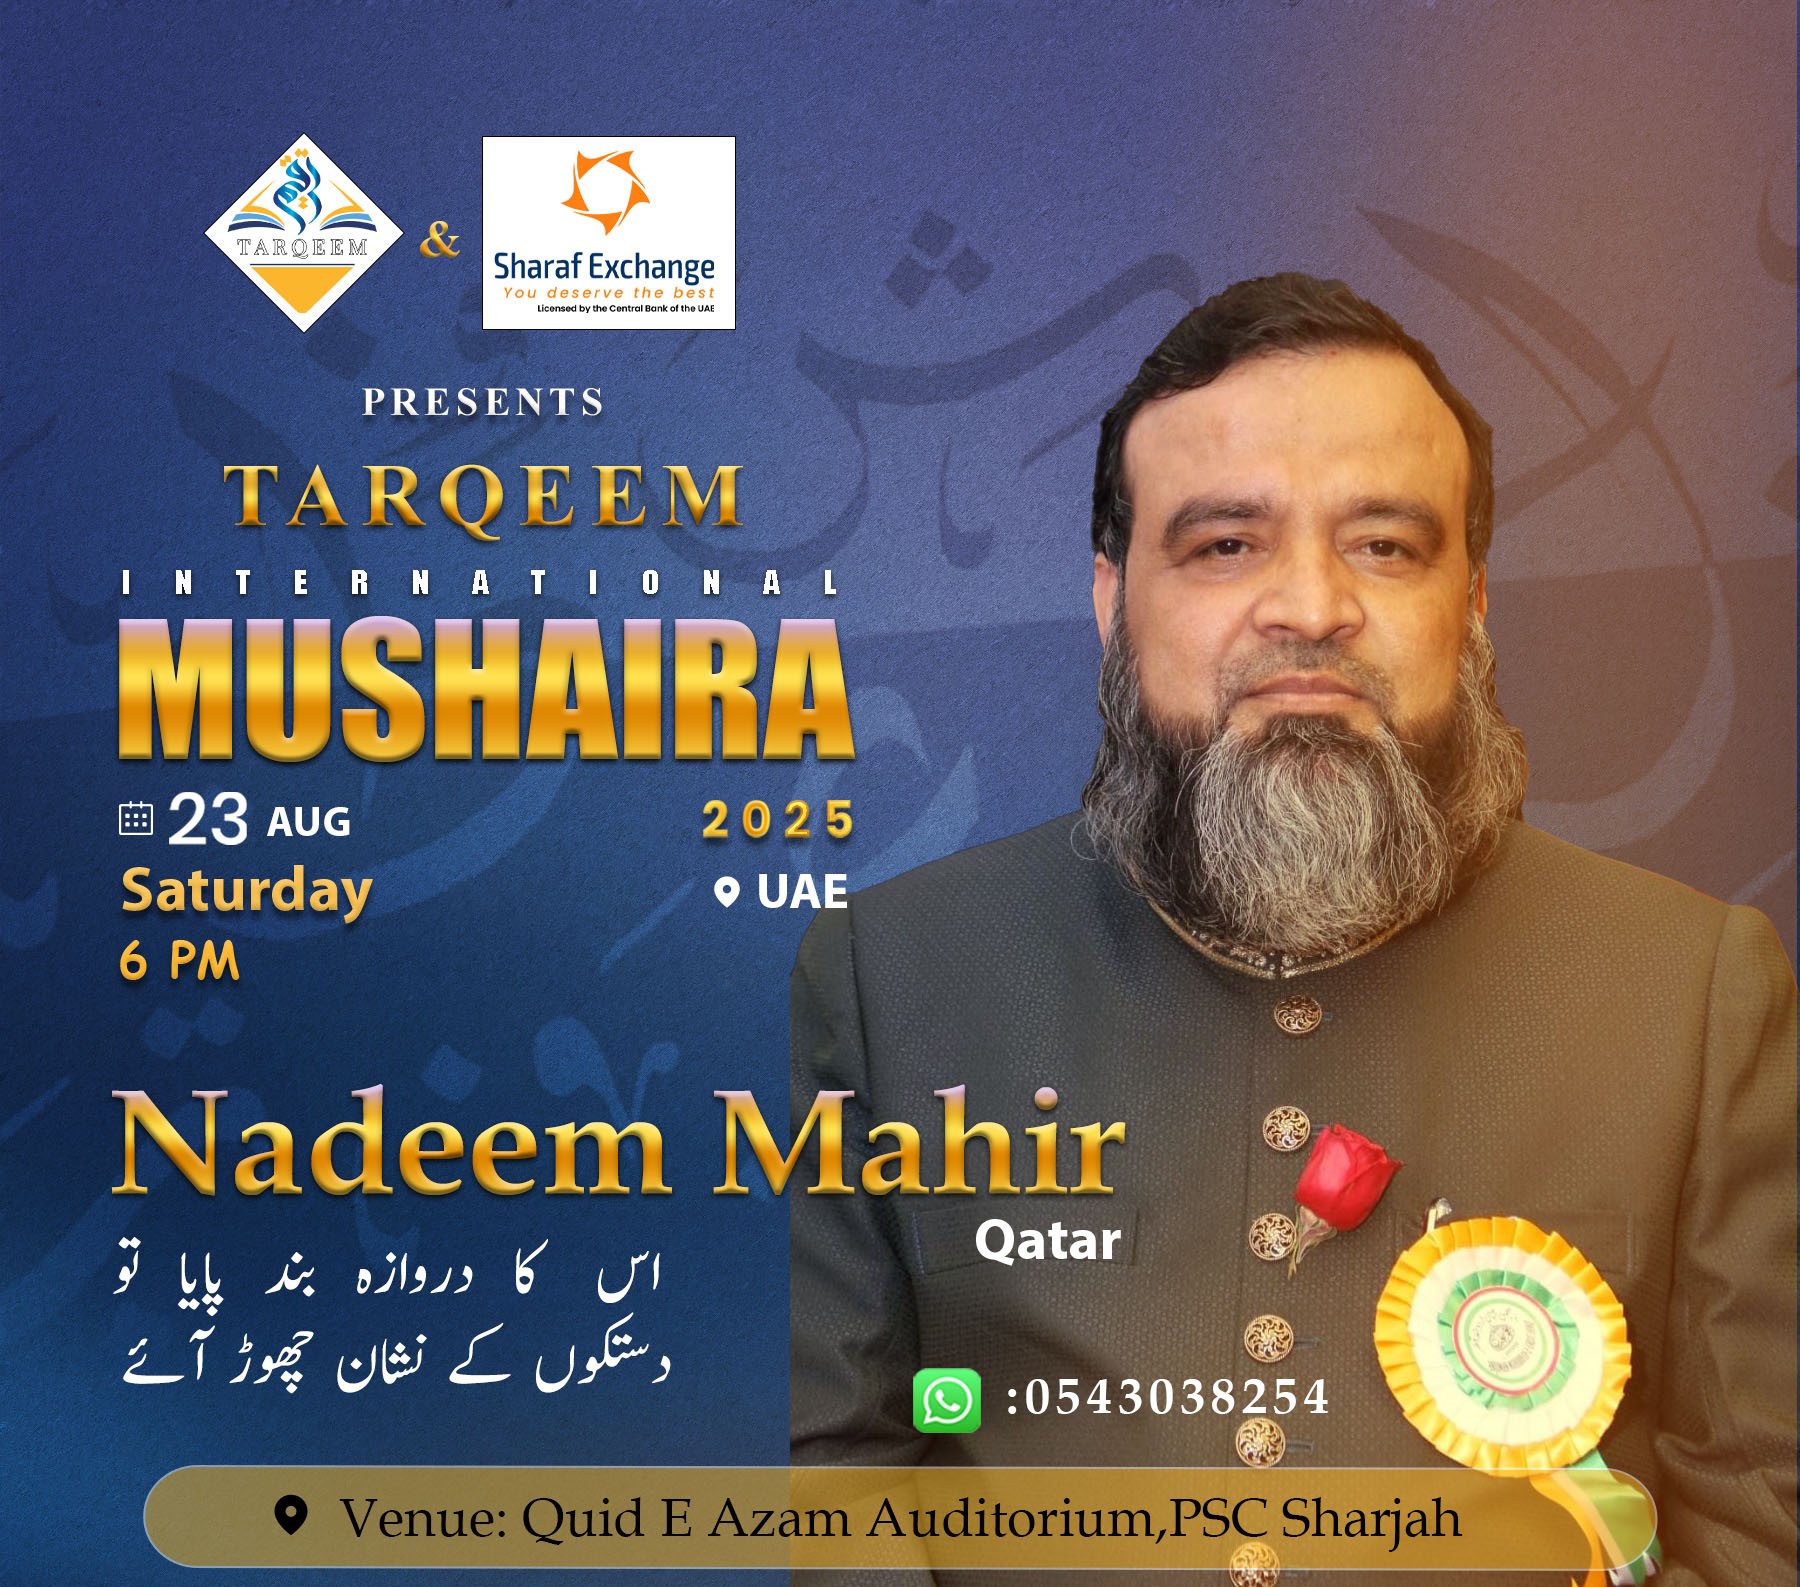 TARQEEM
&
Sharaf Exchange
You deserve the best
Licensed by the Central Bank of the UAE
PRESENTS
TARQEEM
INTERNATIONAL
MUSHAIRA
23 AUG
2025
Saturday
UAE
6 PM
Nadeem Mahir
Qatar
اس کا دروازہ بند پایا تو
دستکوں کے نشان چھوڑ آئے
:0543038254
Venue: Quid E Azam Auditorium,PSC Sharjah